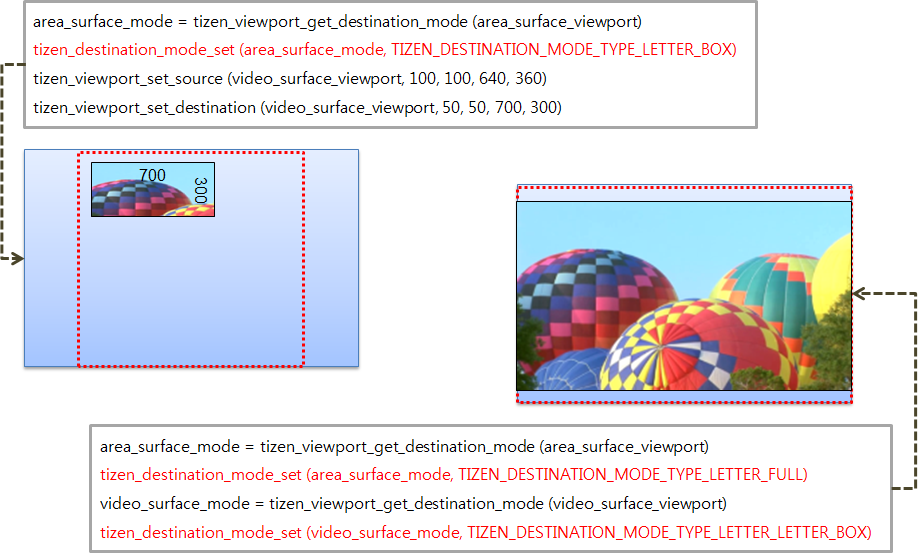 area_surface_mode = tizen_viewport_get_destination_mode (area_surface_viewport)
tizen_destination_mode_set (area_surface_mode, TIZEN_DESTINATION_MODE_TYPE_LETTER_BOX)
tizen_viewport_set_source (video_surface_viewport, 100, 100, 640, 360)
tizen_viewport_set_destination (video_surface_viewport, 50, 50, 700, 300)
700
300
area_surface_mode = tizen_viewport_get_destination_mode (area_surface_viewport)
tizen_destination_mode_set (area_surface_mode, TIZEN_DESTINATION_MODE_TYPE_LETTER_FULL)
video_surface_mode = tizen_viewport_get_destination_mode (video_surface_viewport)
tizen_destination_mode_set (video_surface_mode, TIZEN_DESTINATION_MODE_TYPE_LETTER_LETTER_BOX)